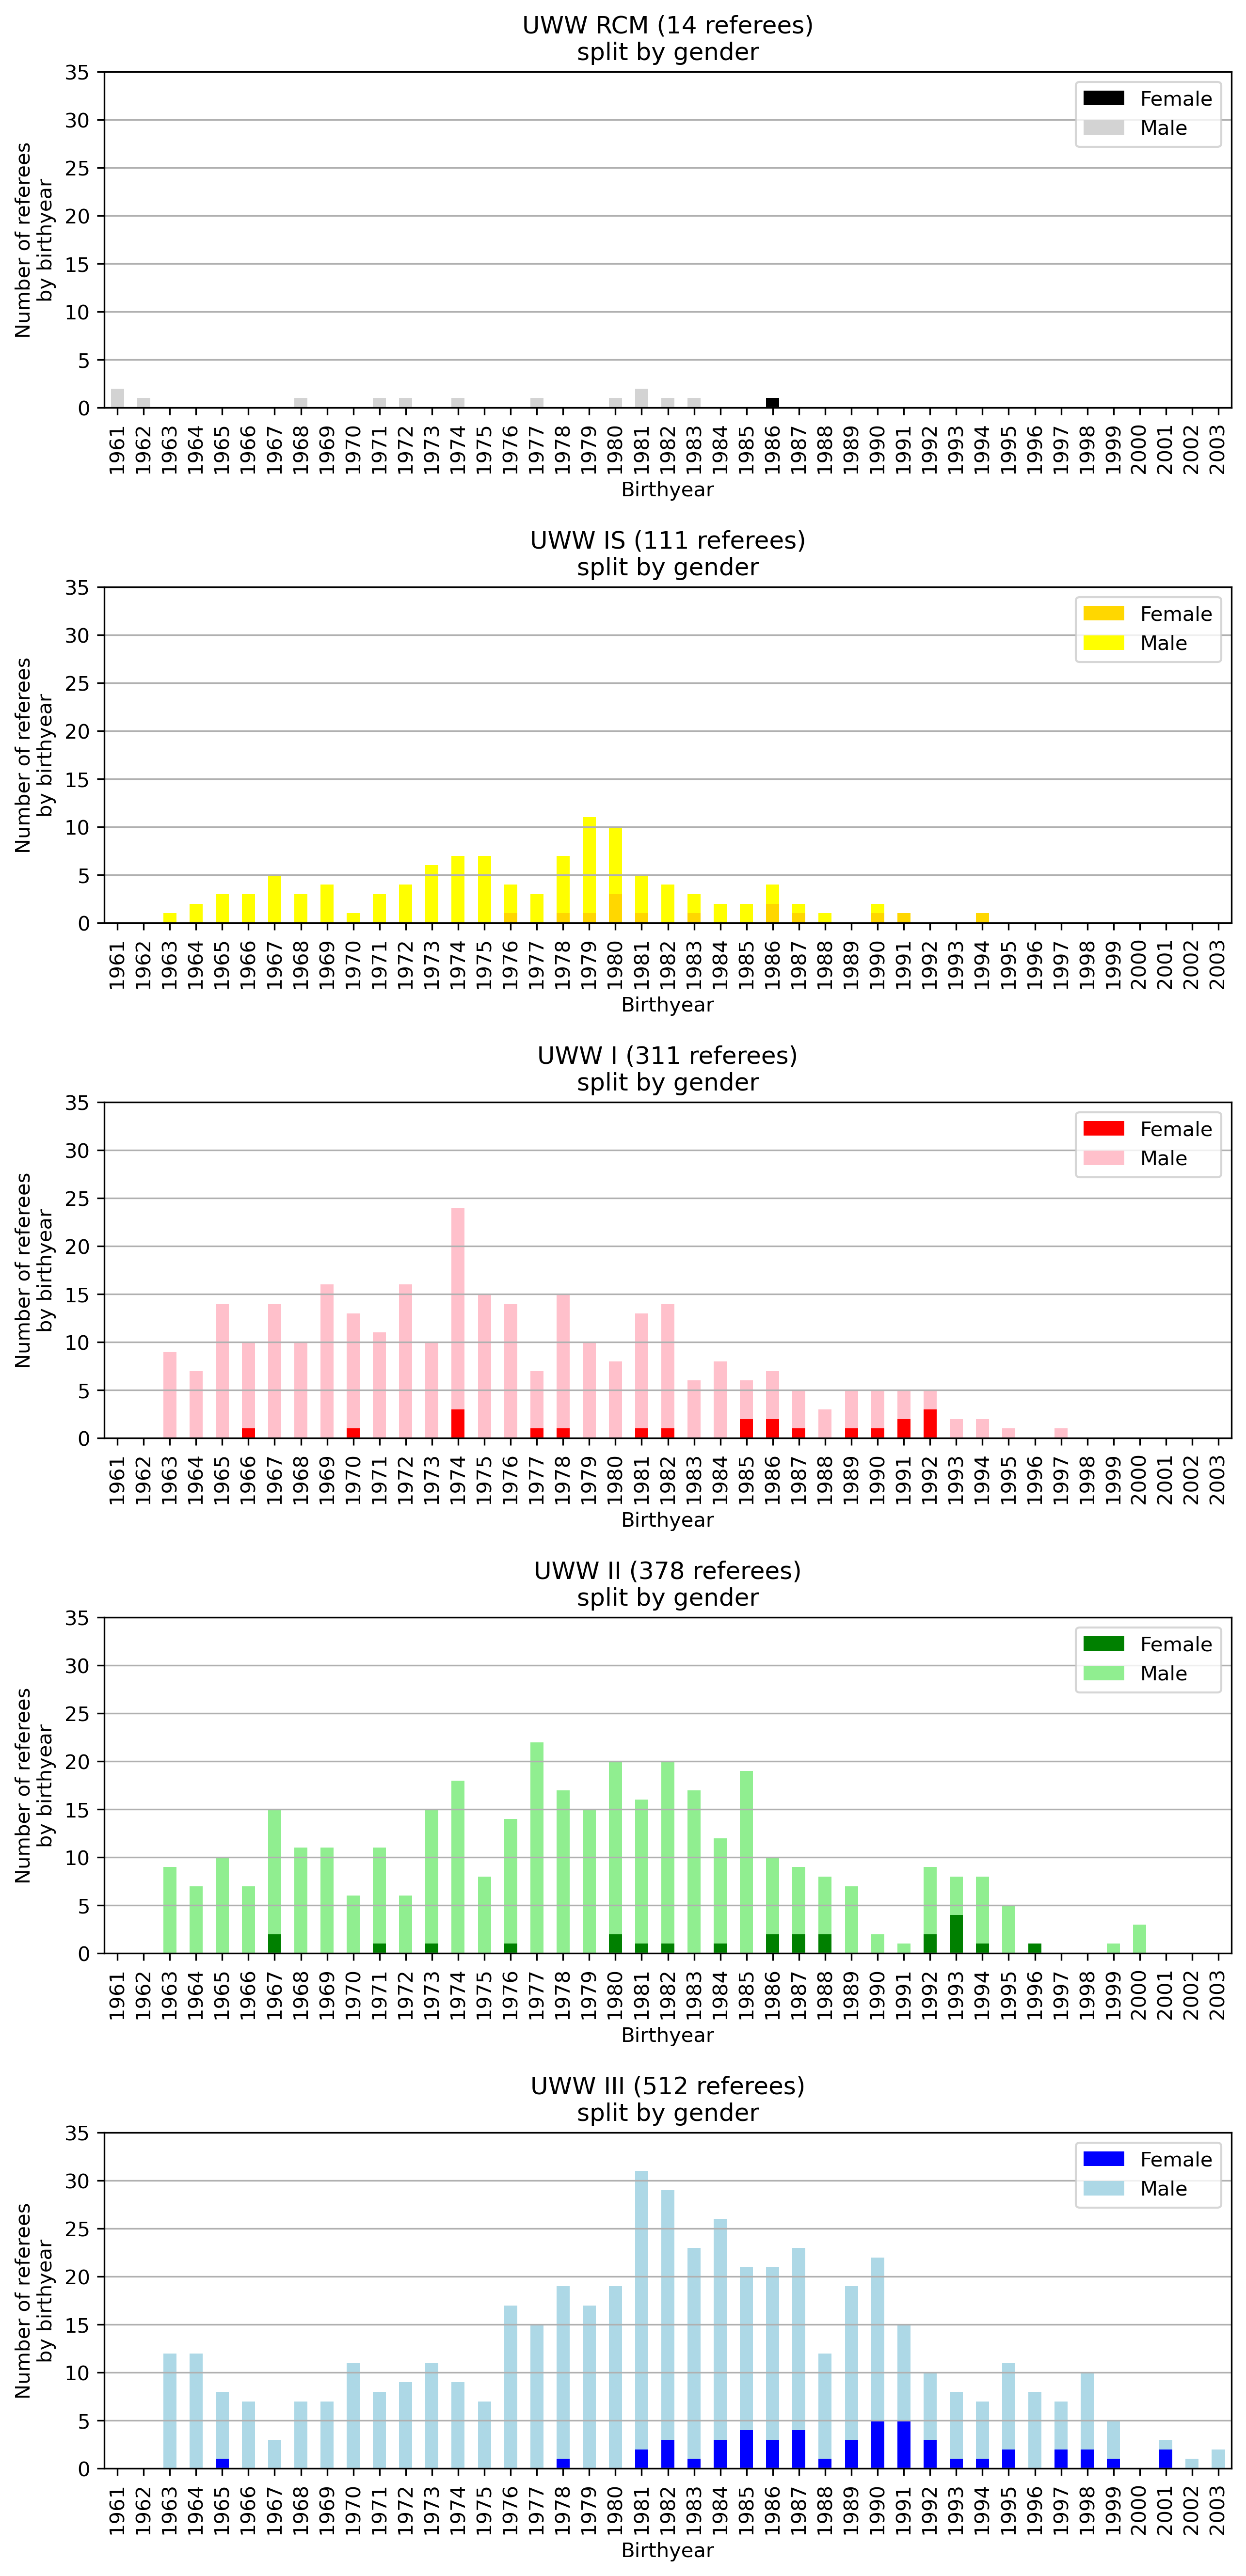 UWW RCM (14 referees)
split by gender
Number of referees
by birthyear
35
30
25
20
15
10
5
0
Female
Male
1961 1962 1963 1964 1965 1966 1967 1968 1969 1970 1971 1972 1973 1974 1975 1976 1977 1978 1979 1980 1981 1982 1983 1984 1985 1986 1987 1988 1989 1990 1991 1992 1993 1994 1995 1996 1997 1998 1999 2000 2001 2002 2003
Birthyear
UWW IS (111 referees)
split by gender
Number of referees
by birthyear
35
30
25
20
15
10
5
0
Female
Male
1961 1962 1963 1964 1965 1966 1967 1968 1969 1970 1971 1972 1973 1974 1975 1976 1977 1978 1979 1980 1981 1982 1983 1984 1985 1986 1987 1988 1989 1990 1991 1992 1993 1994 1995 1996 1997 1998 1999 2000 2001 2002 2003
Birthyear
UWW I (311 referees)
split by gender
Number of referees
by birthyear
35
30
25
20
15
10
5
0
Female
Male
1961 1962 1963 1964 1965 1966 1967 1968 1969 1970 1971 1972 1973 1974 1975 1976 1977 1978 1979 1980 1981 1982 1983 1984 1985 1986 1987 1988 1989 1990 1991 1992 1993 1994 1995 1996 1997 1998 1999 2000 2001 2002 2003
Birthyear
UWW II (378 referees)
split by gender
Number of referees
by birthyear
35
30
25
20
15
10
5
0
Female
Male
1961 1962 1963 1964 1965 1966 1967 1968 1969 1970 1971 1972 1973 1974 1975 1976 1977 1978 1979 1980 1981 1982 1983 1984 1985 1986 1987 1988 1989 1990 1991 1992 1993 1994 1995 1996 1997 1998 1999 2000 2001 2002 2003
Birthyear
UWW III (512 referees)
split by gender
Number of referees
by birthyear
35
30
25
20
15
10
5
0
Female
Male
1961 1962 1963 1964 1965 1966 1967 1968 1969 1970 1971 1972 1973 1974 1975 1976 1977 1978 1979 1980 1981 1982 1983 1984 1985 1986 1987 1988 1989 1990 1991 1992 1993 1994 1995 1996 1997 1998 1999 2000 2001 2002 2003
Birthyear